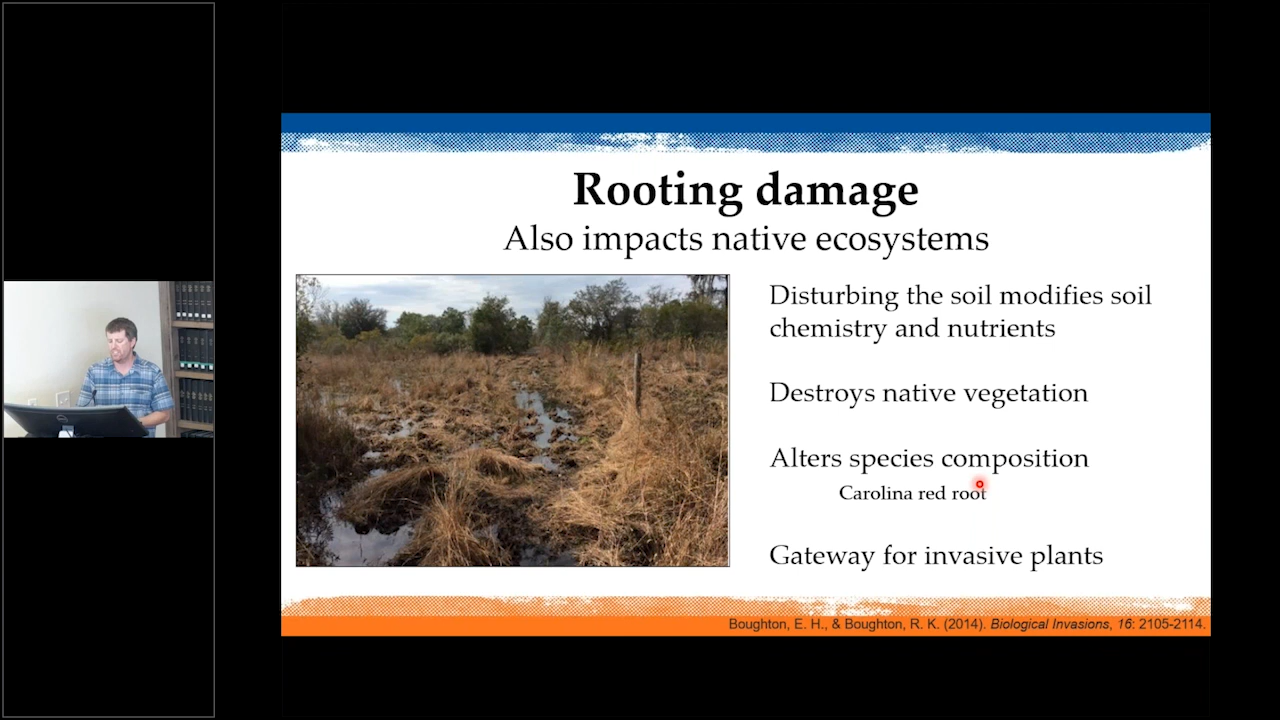 Rooting damage
Also impacts native ecosystems
Disturbing the soil modifies soil
chemistry and nutrients
Destroys native vegetation
Alters species composition
Carolina red root
Gateway for invasive plants
Boughton, E. H., & Boughton, R. K. (2014). Biological Invasions, 16: 2105-2114.